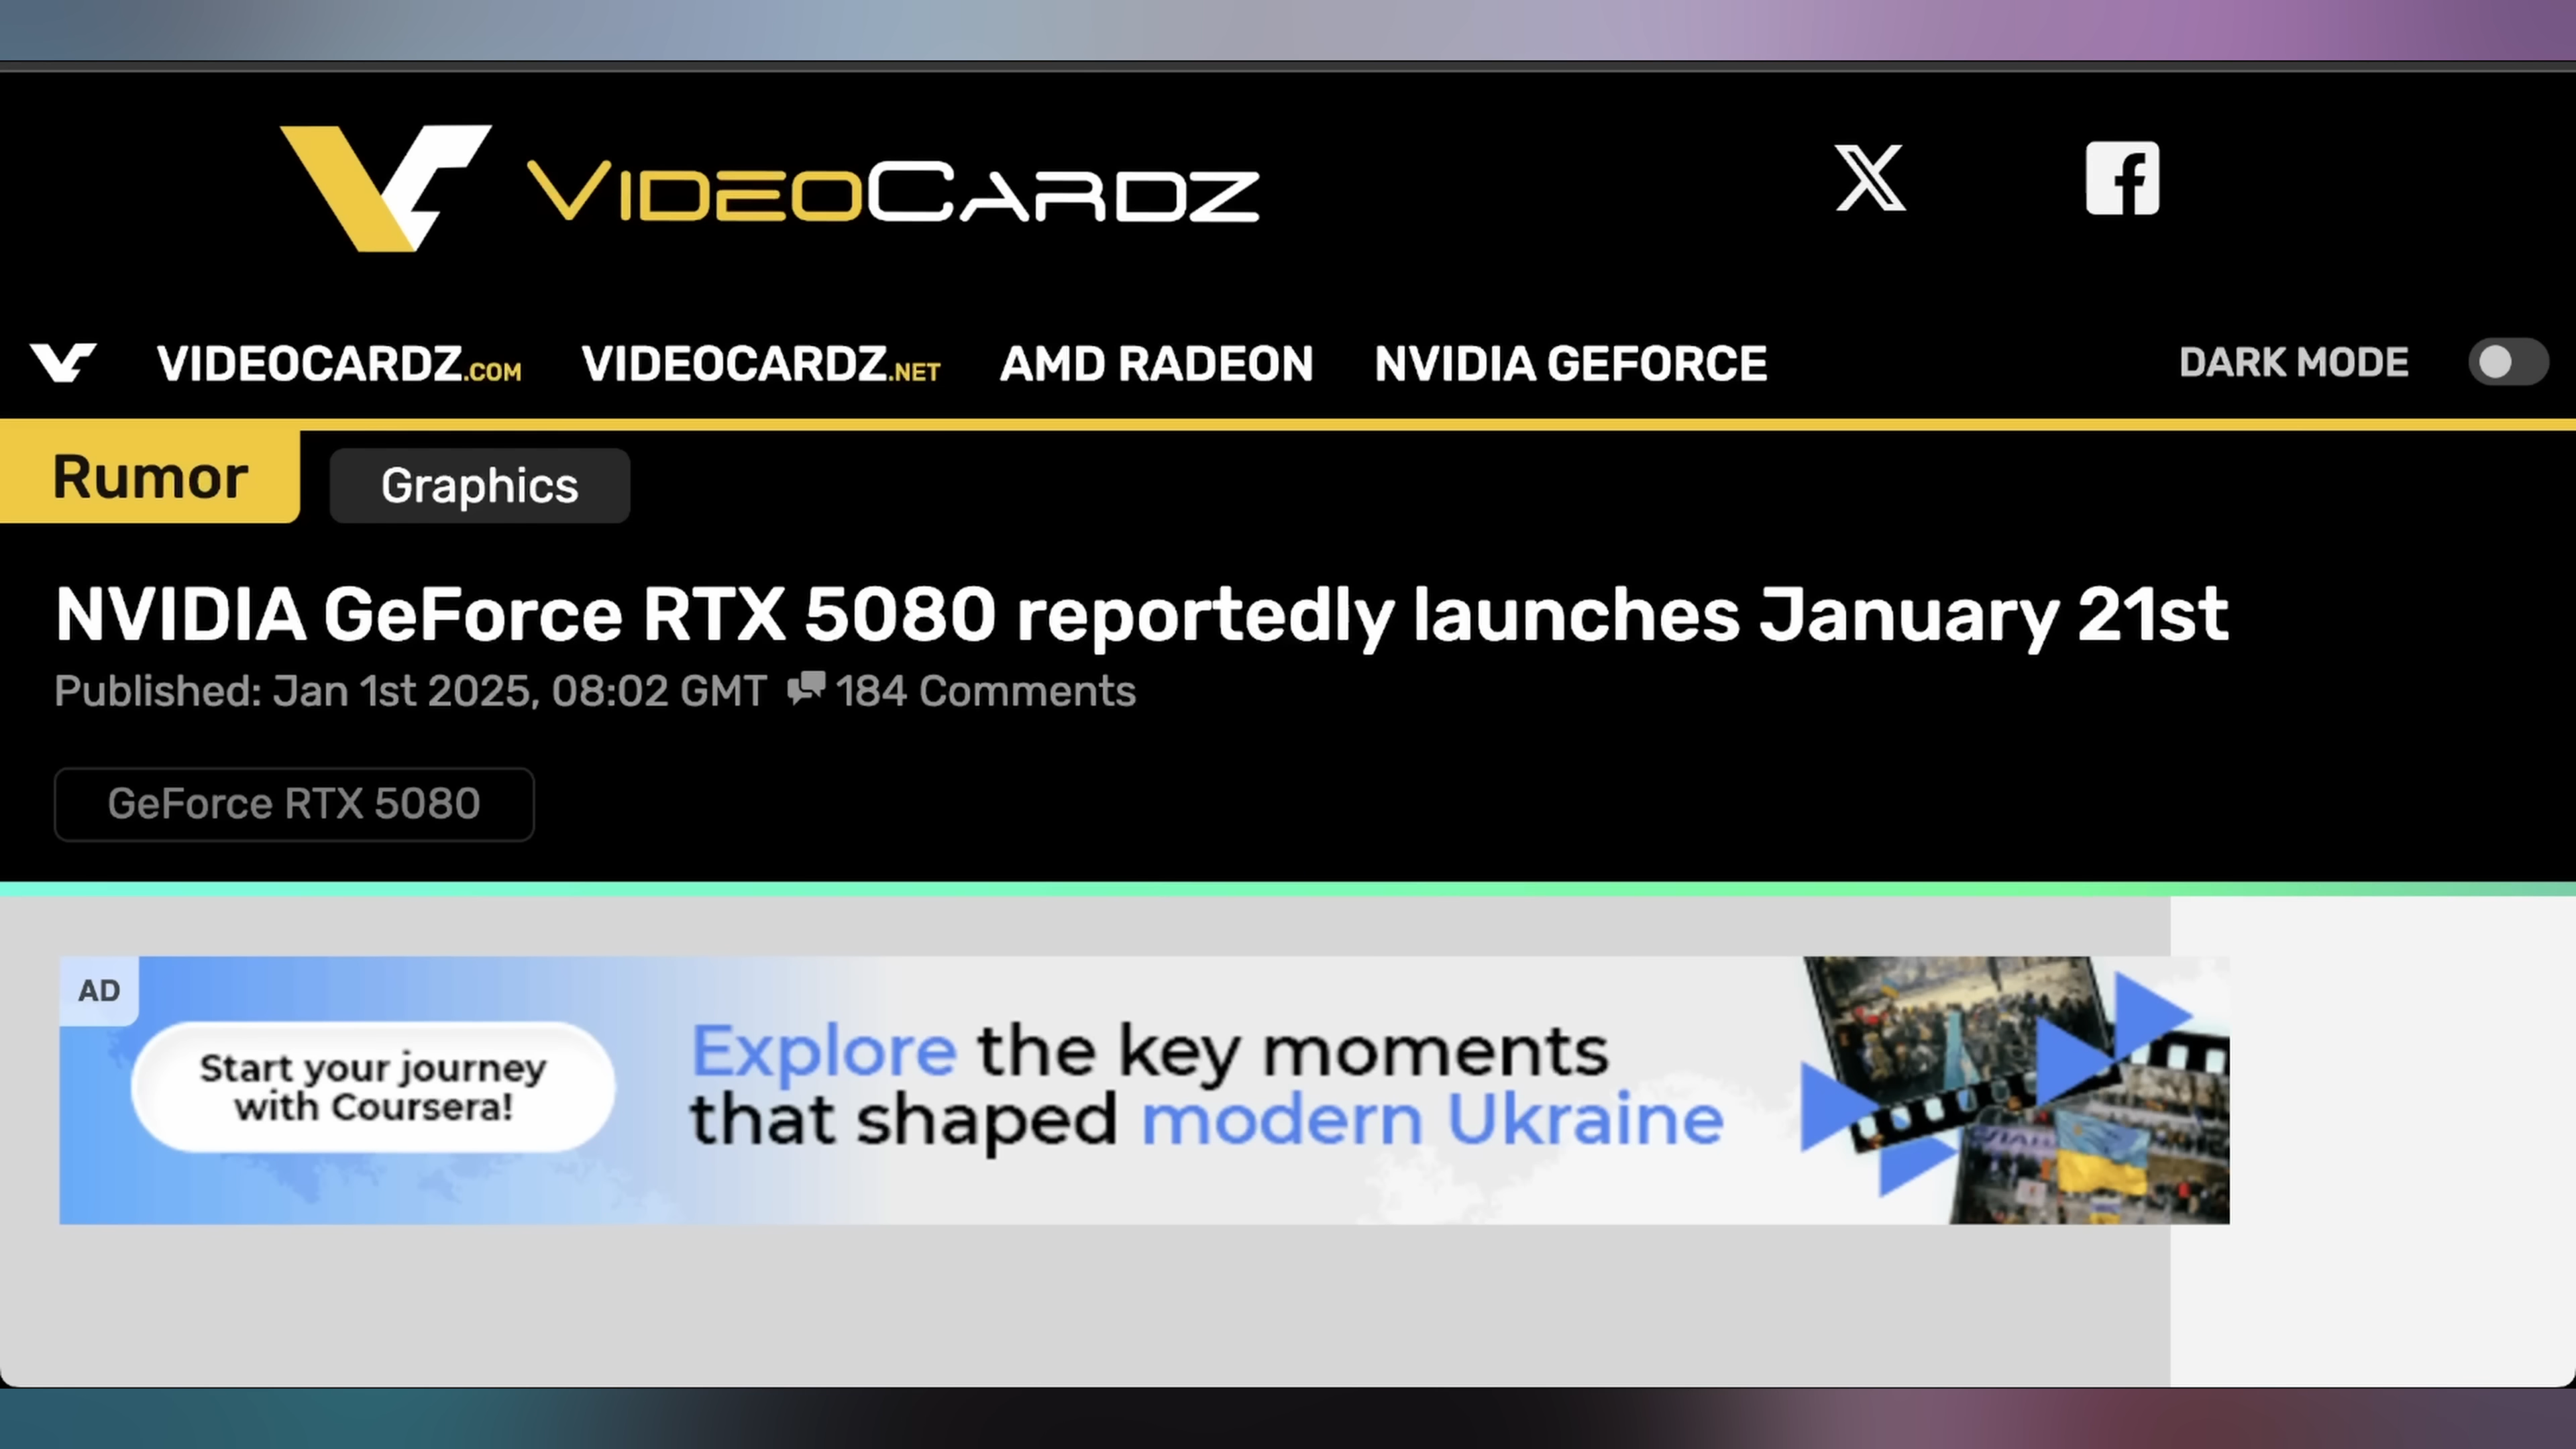 VIDEOCARDZ
VIDEOCARDZ.COM VIDEOCARDZ.NET AMD RADEON NVIDIA GEFORCE DARK MODE
Rumor Graphics
NVIDIA GeForce RTX 5080 reportedly launches January 21st
Published: Jan 1st 2025, 08:02 GMT 184 Comments
GeForce RTX 5080
AD
Start your journey
with Coursera!
Explore the key moments
that shaped modern Ukraine